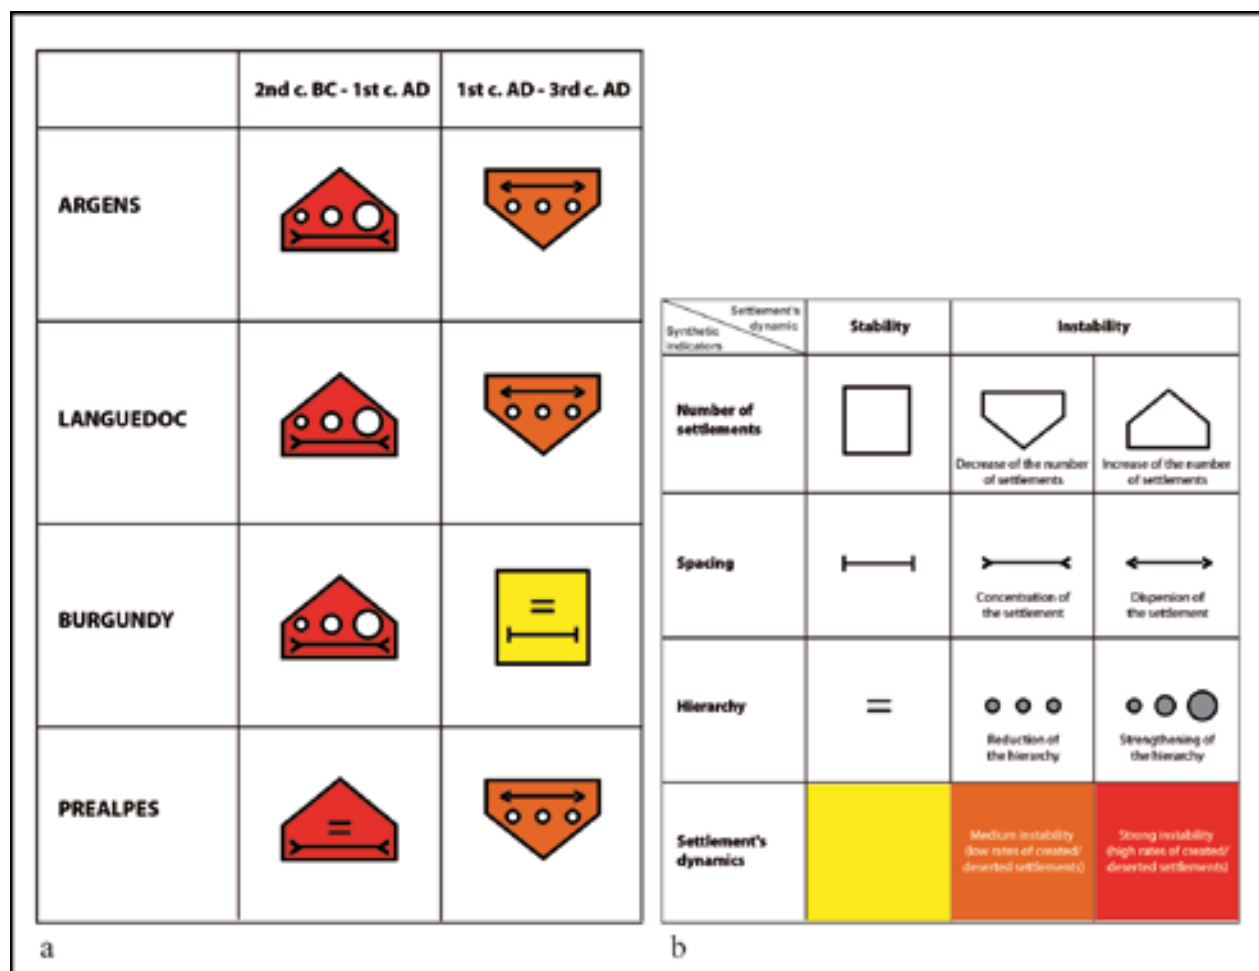 2nd c. BC - 1st c. AD
1st c. AD - 3rd c. AD
ARGENS
LANGUEDOC
BURGUNDY
PREALPES
a
Settlement's
dynamic
Synthetic
indicators
Stability
Instability
Number of
settlements
Decrease of the number
of settlements
Increase of the number
of settlements
Spacing
Concentration of
the settlement
Dispersion of
the settlement
Hierarchy
=
Reduction of
the hierarchy
Strengthening of
the hierarchy
Settlement's
dynamics
Medium instability
(low rates of created/
deserted settlements)
Strong instability
(high rates of created/
deserted settlements)
b